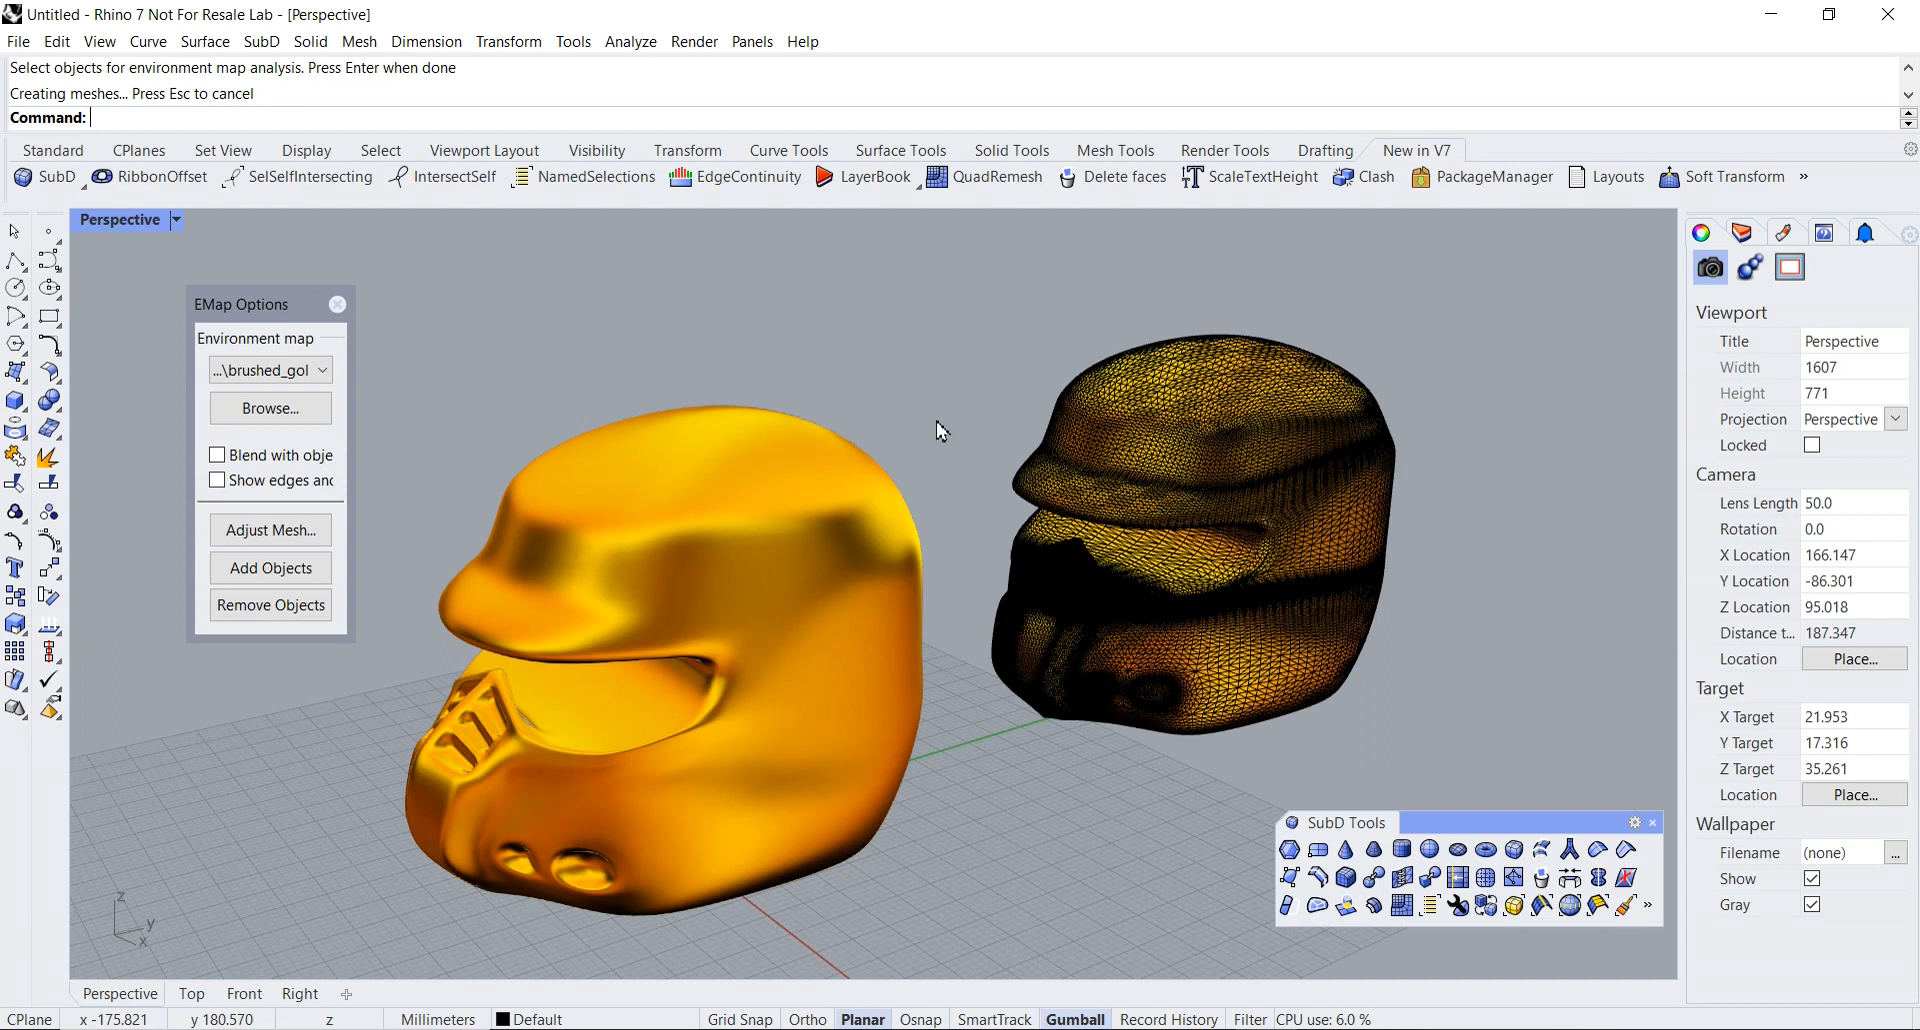 Untitled - Rhino 7 Not For Resale Lab - [Perspective]
File Edit View Curve Surface SubD Solid Mesh Dimension Transform Tools Analyze Render Panels Help
Select objects for environment map analysis. Press Enter when done
Creating meshes... Press Esc to cancel
Command:
Standard CPlanes Set View Display Select Viewport Layout Visibility Transform Curve Tools Surface Tools Solid Tools Mesh Tools Render Tools Drafting New in V7
SubD RibbonOffset SelSelfIntersecting IntersectSelf NamedSelections EdgeContinuity LayerBook QuadRemesh Delete faces ScaleTextHeight Clash PackageManager Layouts Soft Transform »
Perspective
EMap Options
Environment map
...\brushed_gol
Browse...
Blend with obje
Show edges and
Adjust Mesh...
Add Objects
Remove Objects
z
y
x
SubD Tools
»
Viewport
Title Perspective
Width 1607
Height 771
Projection Perspective
Locked
Camera
Lens Length 50.0
Rotation 0.0
X Location 166.147
Y Location -86.301
Z Location 95.018
Distance t... 187.347
Location Place...
Target
X Target 21.953
Y Target 17.316
Z Target 35.261
Location Place...
Wallpaper
Filename (none) ...
Show
Gray
Perspective Top Front Right
CPlane x -175.821 y 180.570 z Millimeters Default Grid Snap Ortho Planar Osnap SmartTrack Gumball Record History Filter CPU use: 6.0 %